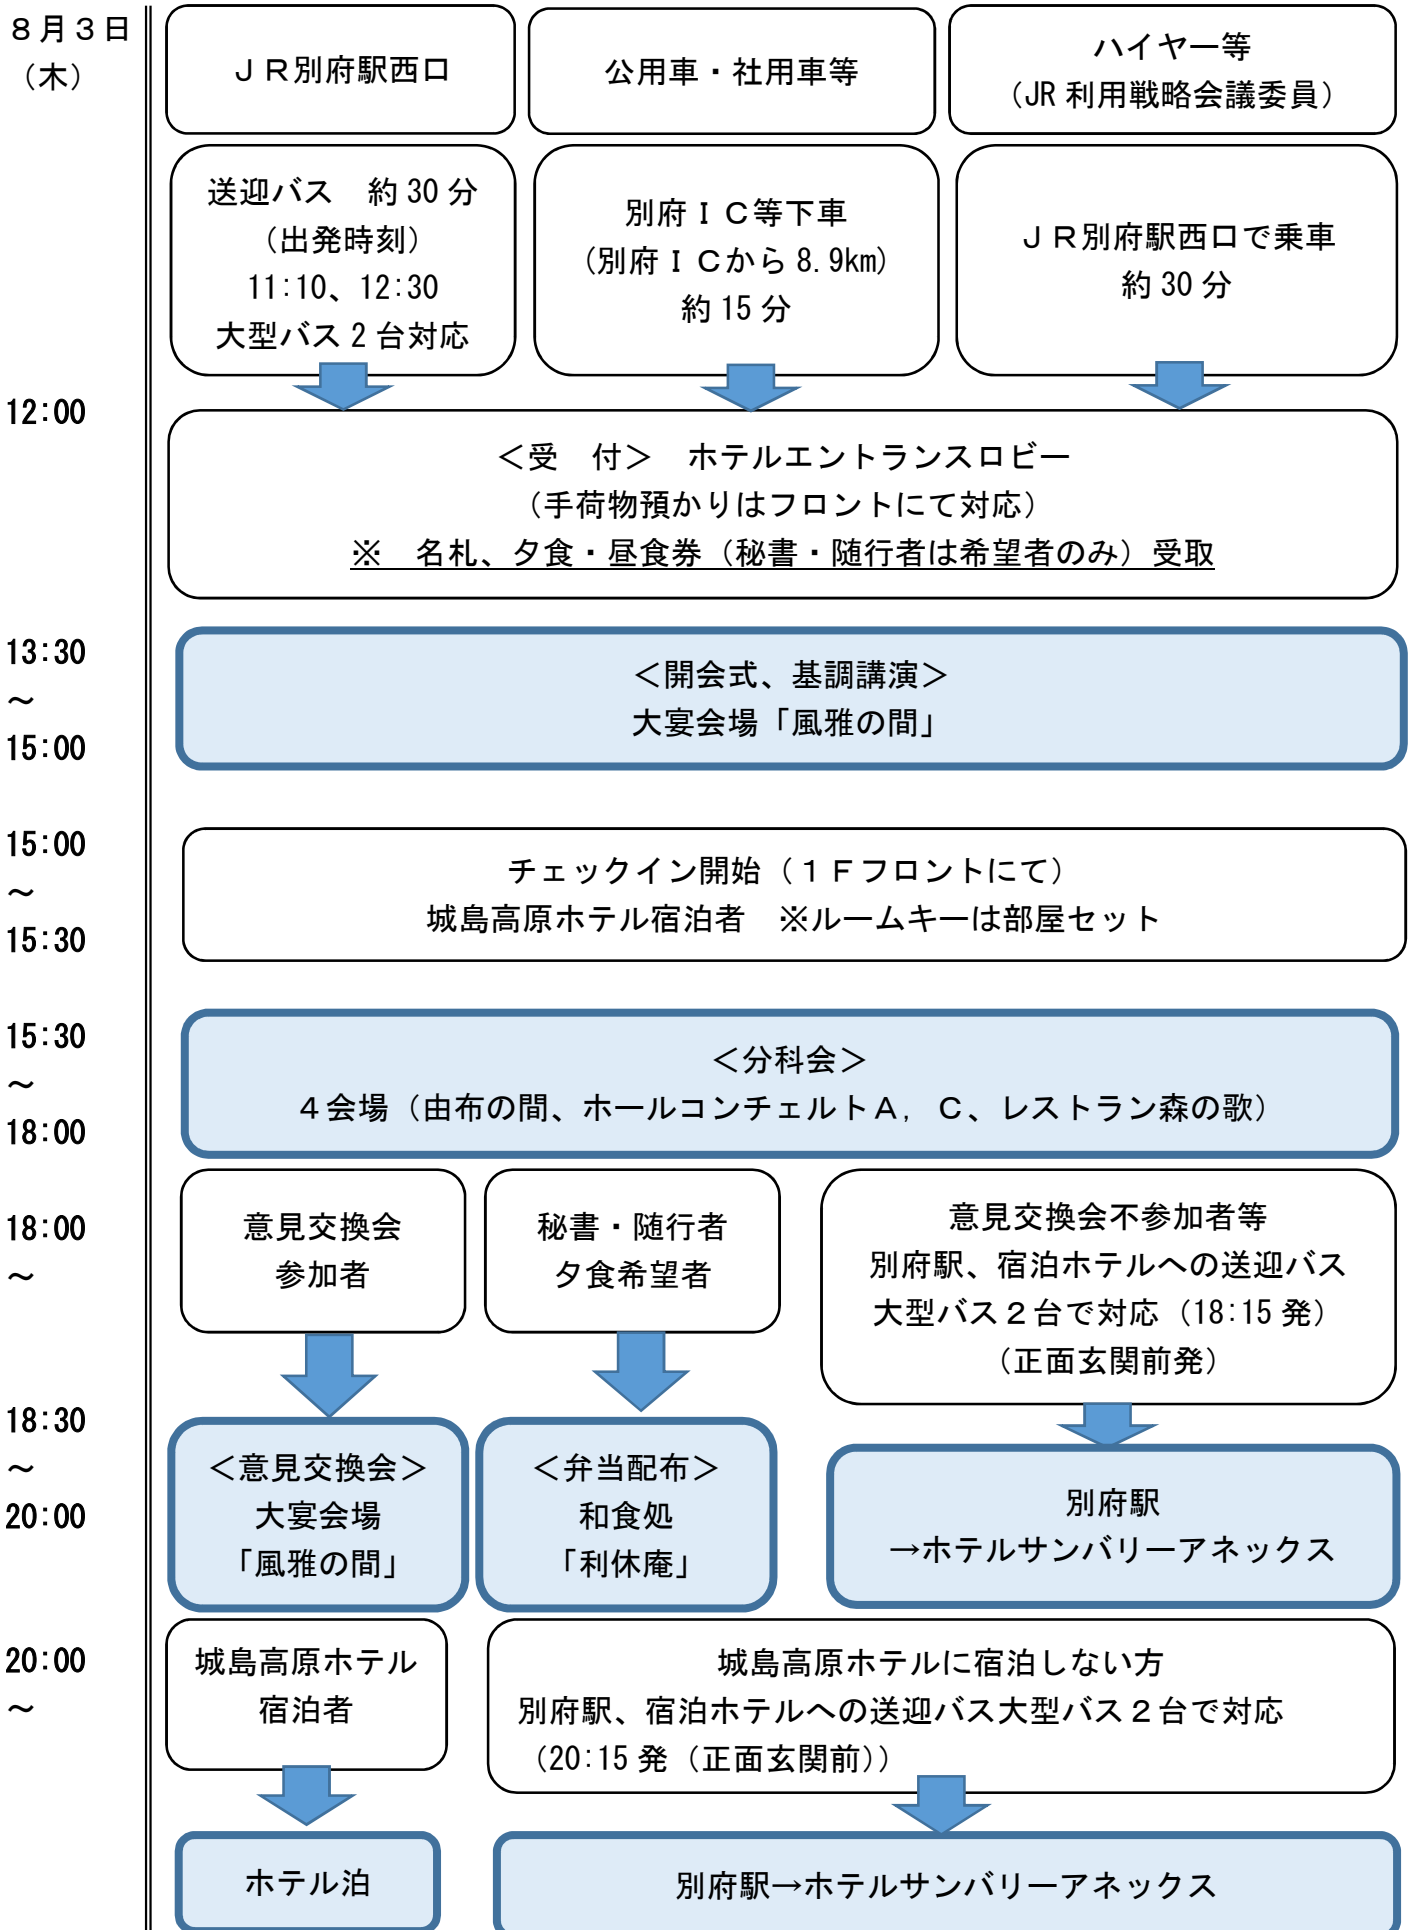 ８月３日
（木）
ＪＲ別府駅西口
公用車・社用車等
ハイヤー等
（JR 利用戦略会議委員）
送迎バス　約 30 分
（出発時刻）
11:10、12:30
大型バス 2 台対応
別府ＩＣ等下車
(別府ＩＣから 8.9km)
約 15 分
ＪＲ別府駅西口で乗車
約 30 分
12:00
＜受　付＞　ホテルエントランスロビー
（手荷物預かりはフロントにて対応）
※　名札、夕食・昼食券（秘書・随行者は希望者のみ）受取
13:30
～
15:00
＜開会式、基調講演＞
大宴会場「風雅の間」
15:00
～
15:30
チェックイン開始（１Ｆフロントにて）
城島高原ホテル宿泊者　※ルームキーは部屋セット
15:30
～
18:00
＜分科会＞
４会場（由布の間、ホールコンチェルトＡ，Ｃ、レストラン森の歌）
18:00
～
意見交換会
参加者
秘書・随行者
夕食希望者
意見交換会不参加者等
別府駅、宿泊ホテルへの送迎バス
大型バス２台で対応（18:15 発）
（正面玄関前発）
18:30
～
20:00
＜意見交換会＞
大宴会場
「風雅の間」
＜弁当配布＞
和食処
「利休庵」
別府駅
→ホテルサンバリーアネックス
20:00
～
城島高原ホテル
宿泊者
城島高原ホテルに宿泊しない方
別府駅、宿泊ホテルへの送迎バス大型バス２台で対応
（20:15 発（正面玄関前））
ホテル泊
別府駅→ホテルサンバリーアネックス